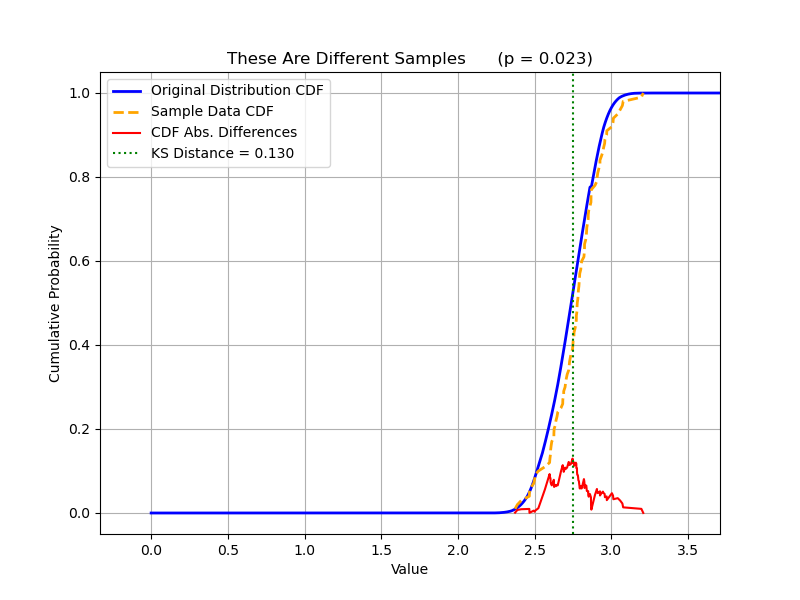 These Are Different Samples (p = 0.023)
Original Distribution CDF
Sample Data CDF
CDF Abs. Differences
KS Distance = 0.130
Cumulative Probability
1.0
0.8
0.6
0.4
0.2
0.0
0.0 0.5 1.0 1.5 2.0 2.5 3.0 3.5
Value